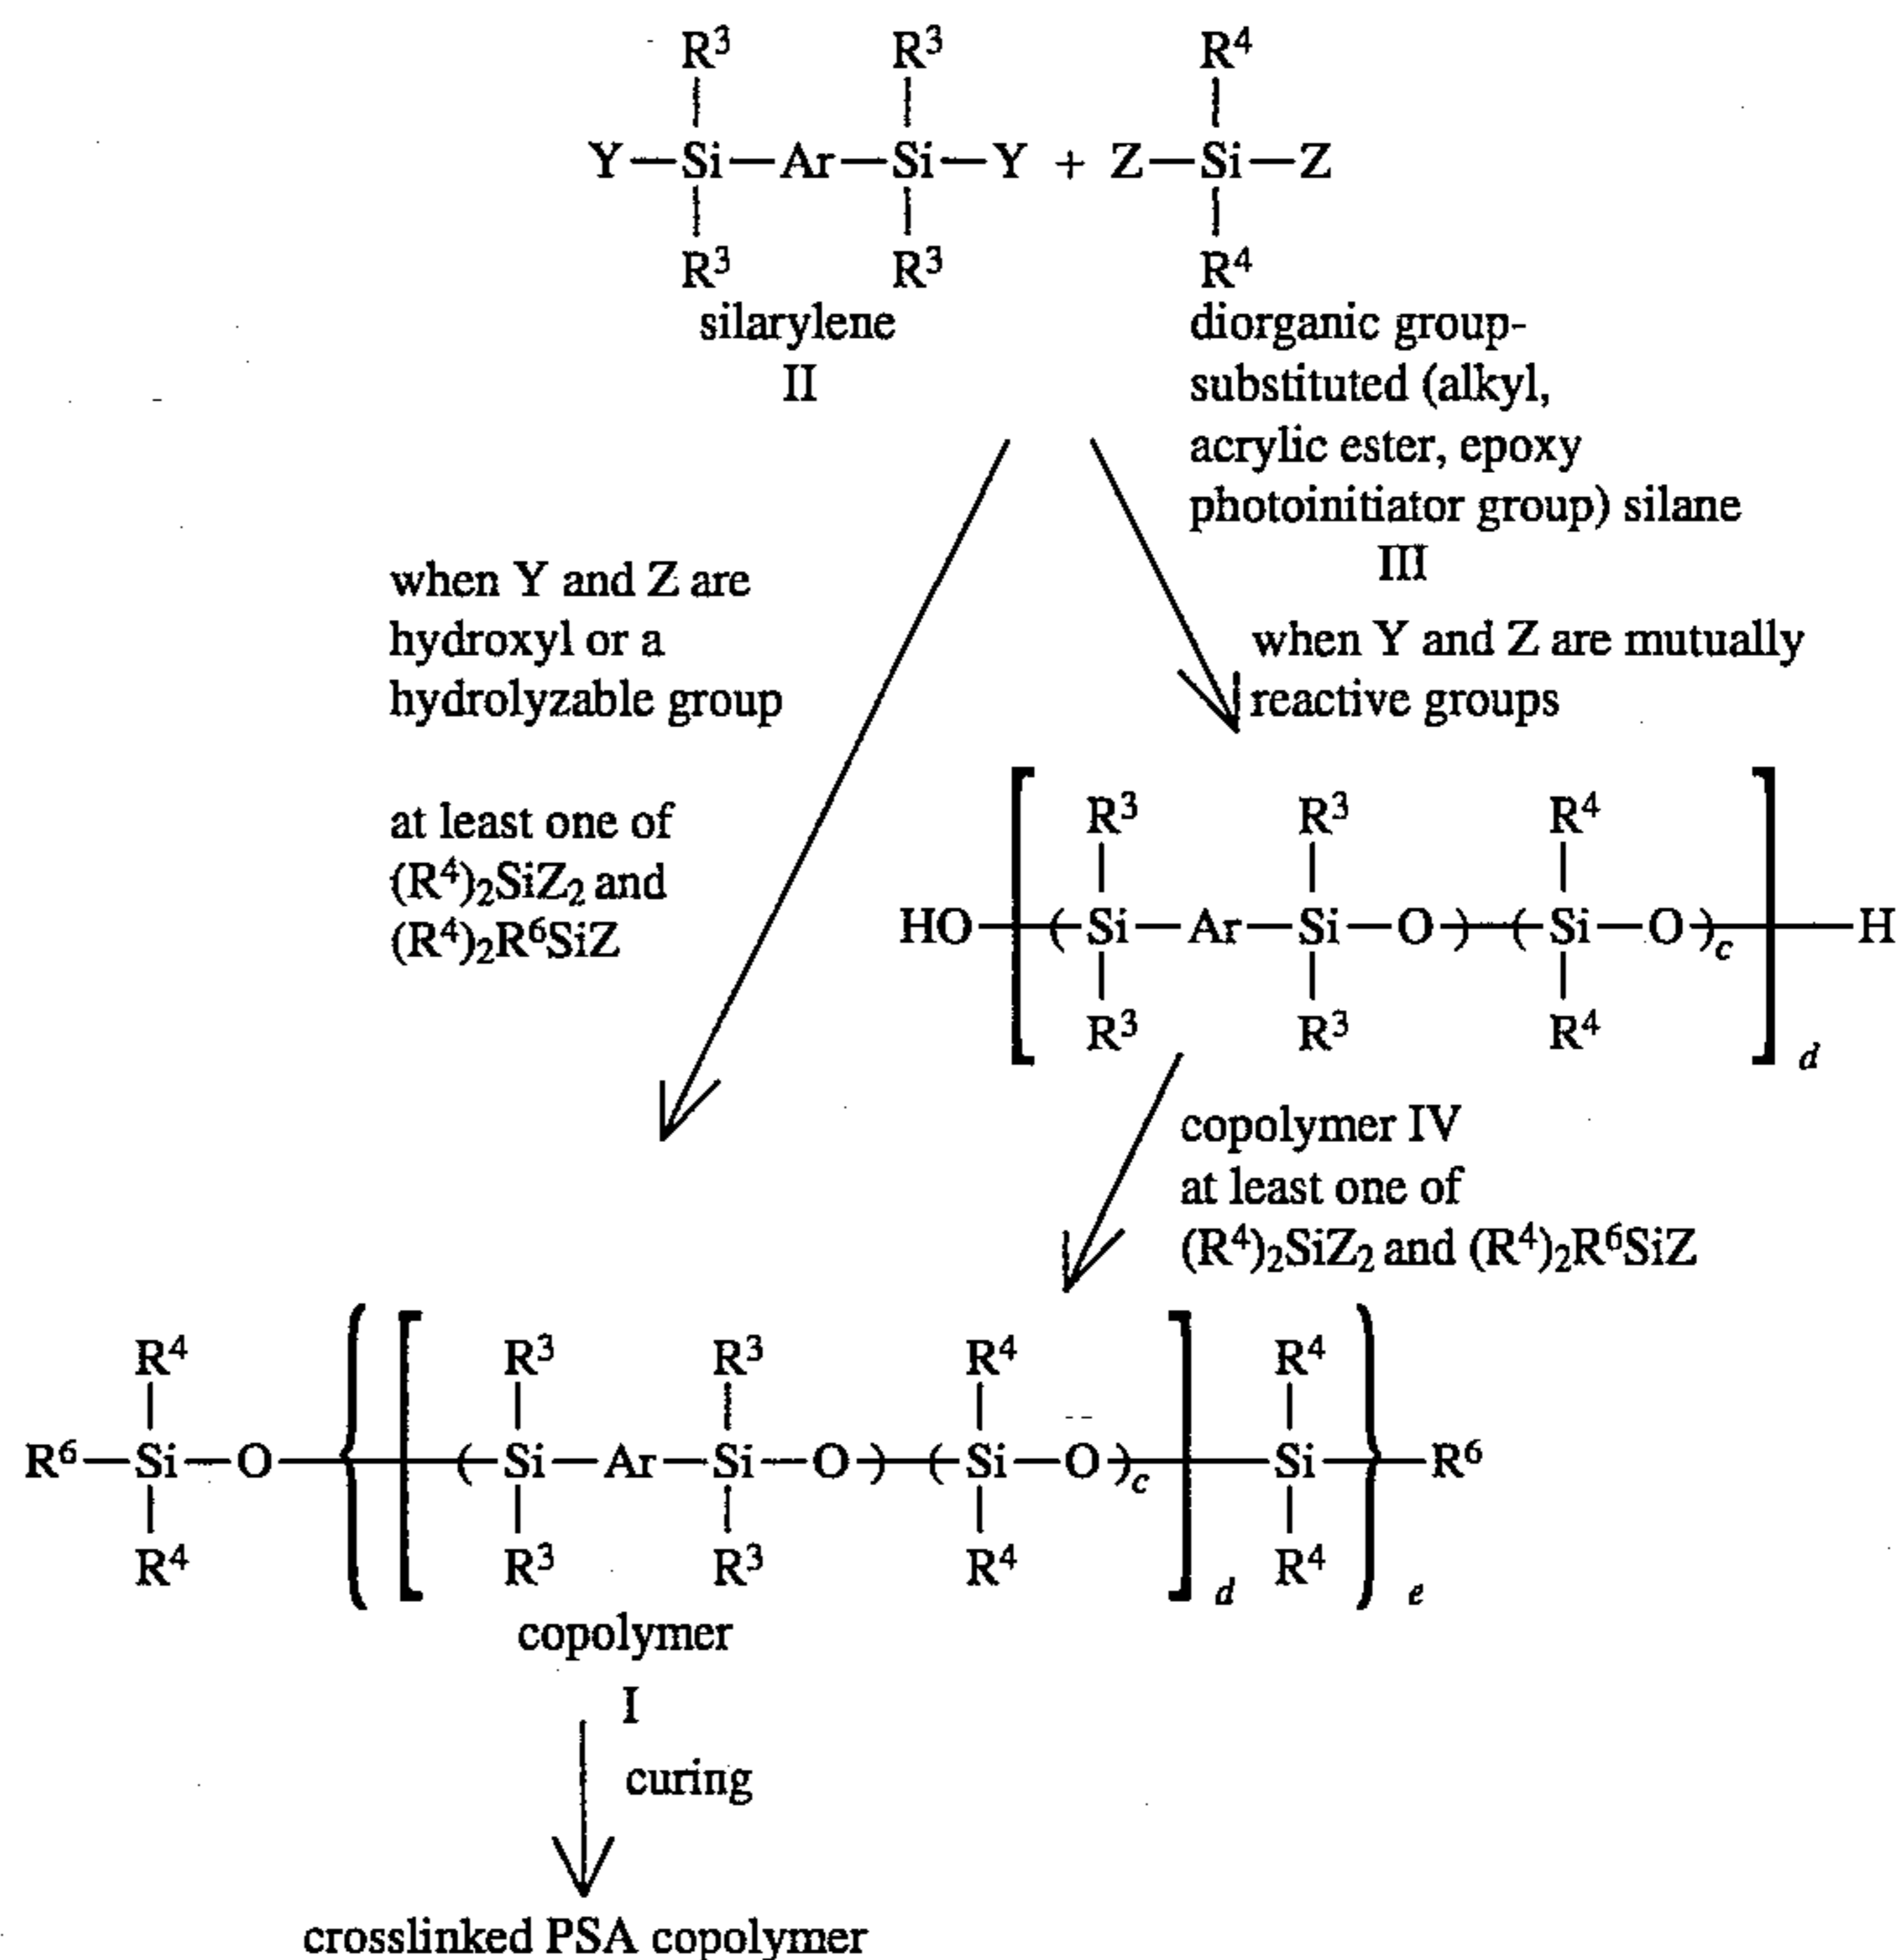 R³ R³ R⁴
Y—Si—Ar—Si—Y + Z—Si—Z
R³ R³ R⁴
silarylene
II
diorganic group-
substituted (alkyl,
acrylic ester, epoxy
photoinitiator group) silane
III
when Y and Z are
hydroxyl or a
hydrolyzable group
at least one of
(R⁴)₂SiZ₂ and
(R⁴)₂R⁶SiZ
when Y and Z are mutually
reactive groups
R³ R³ R⁴
HO—[—(Si—Ar—Si—O)—(Si—O)c—]d—H
R³ R³ R⁴
copolymer IV
at least one of
(R⁴)₂SiZ₂ and (R⁴)₂R⁶SiZ
R⁴ R³ R³ R⁴ R⁴
R⁶—Si—O—{[—(Si—Ar—Si—O)—(Si—O)c—]d—Si—}e—R⁶
R⁴ R³ R³ R⁴ R⁴
copolymer
I
curing
crosslinked PSA copolymer